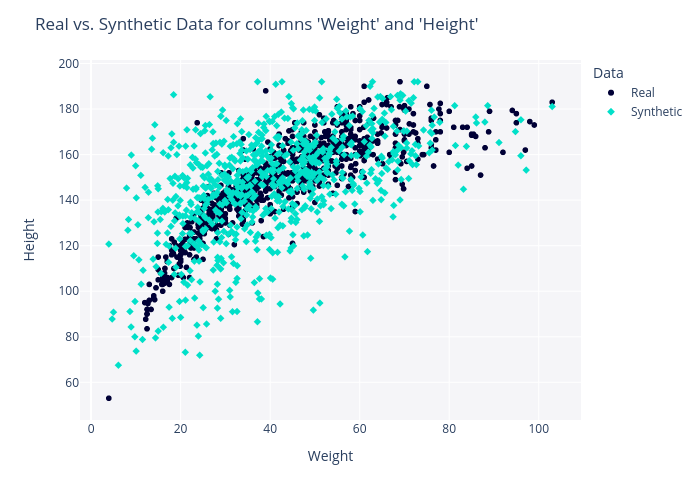 Real vs. Synthetic Data for columns 'Weight' and 'Height'
Data
Real
Synthetic
Height
200
180
160
140
120
100
80
60
0 20 40 60 80 100
Weight